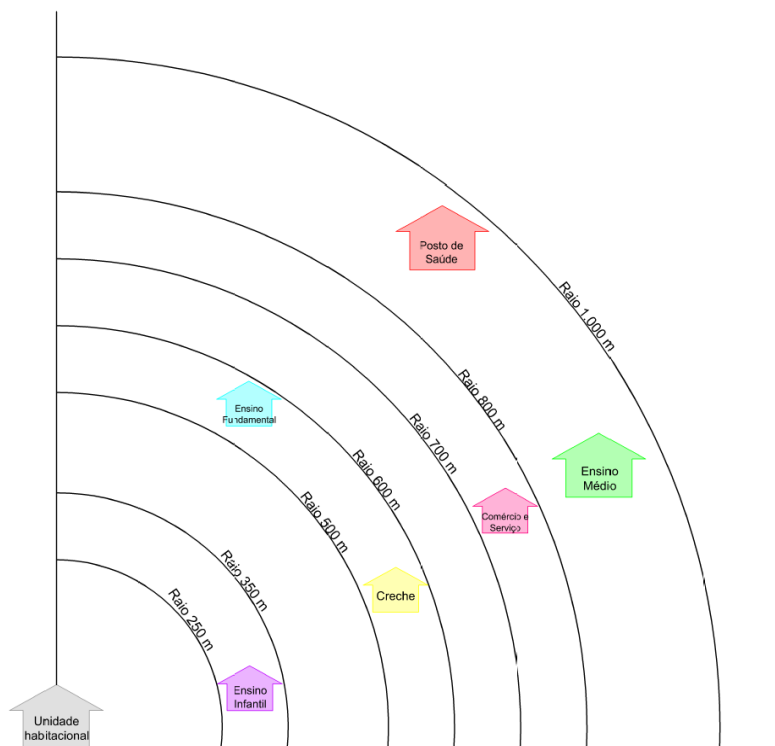 Posto de
Saúde
Raio 1.000 m
Raio 800 m
Ensino
Fundamental
Raio 700 m
Raio 600 m
Ensino
Médio
Raio 500 m
Comércio e
Serviço
Raio 350 m
Creche
Raio 250 m
Ensino
Infantil
Unidade
habitacional